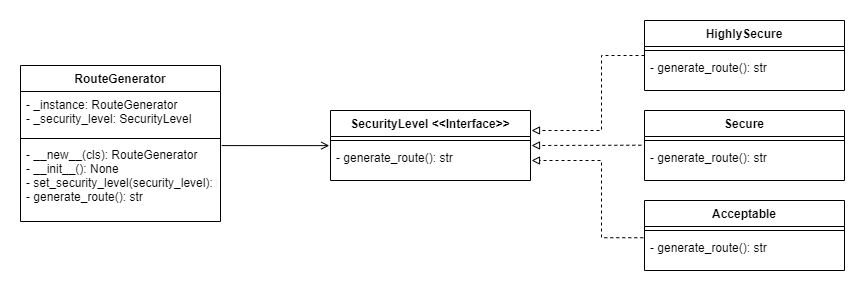 RouteGenerator
- _instance: RouteGenerator
- _security_level: SecurityLevel
- __new__(cls): RouteGenerator
- __init__(): None
- set_security_level(security_level):
- generate_route(): str
SecurityLevel <<Interface>>
- generate_route(): str
HighlySecure
- generate_route(): str
Secure
- generate_route(): str
Acceptable
- generate_route(): str